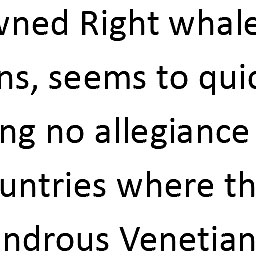 wned Right whale
ns, seems to quic
ng no allegiance
untries where th
ndrous Venetian